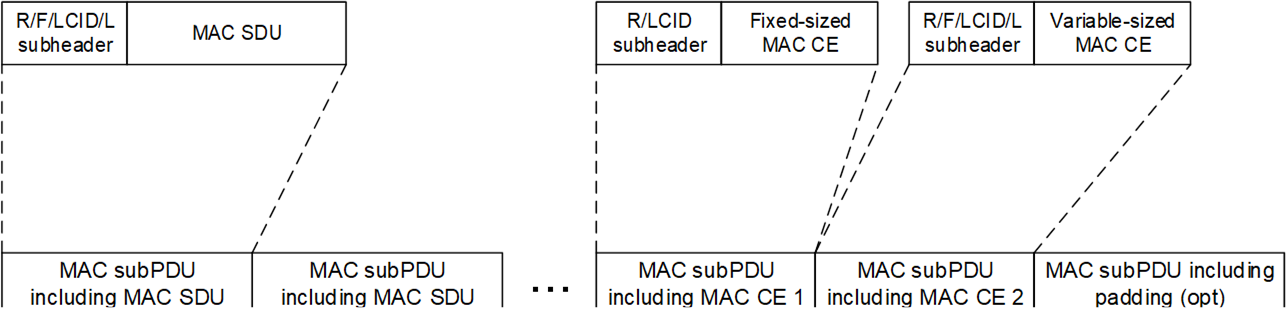 R/F/LCID/L
subheader
MAC SDU
R/LCID
subheader
Fixed-sized
MAC CE
R/F/LCID/L
subheader
Variable-sized
MAC CE
MAC subPDU
including MAC SDU
MAC subPDU
including MAC SDU
...
MAC subPDU
including MAC CE 1
MAC subPDU
including MAC CE 2
MAC subPDU including
padding (opt)